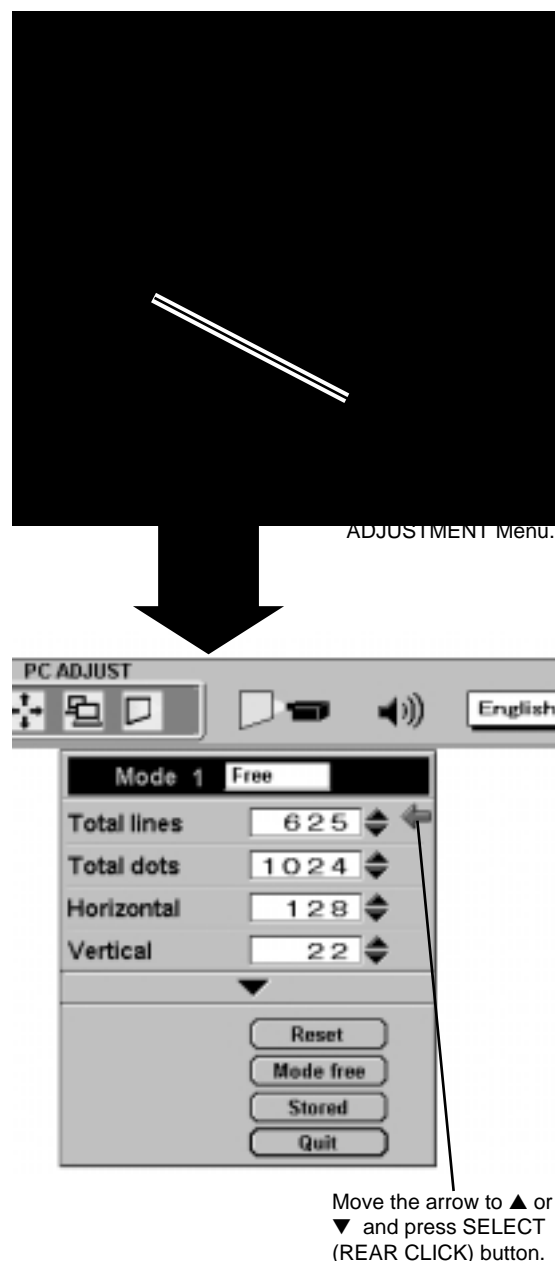 ADJUSTMENT Menu.
PC ADJUST
English
Mode 1 Free
Total lines 625
Total dots 1024
Horizontal 128
Vertical 22
Reset
Mode free
Stored
Quit
Move the arrow to ▲ or
▼ and press SELECT
(REAR CLICK) button.